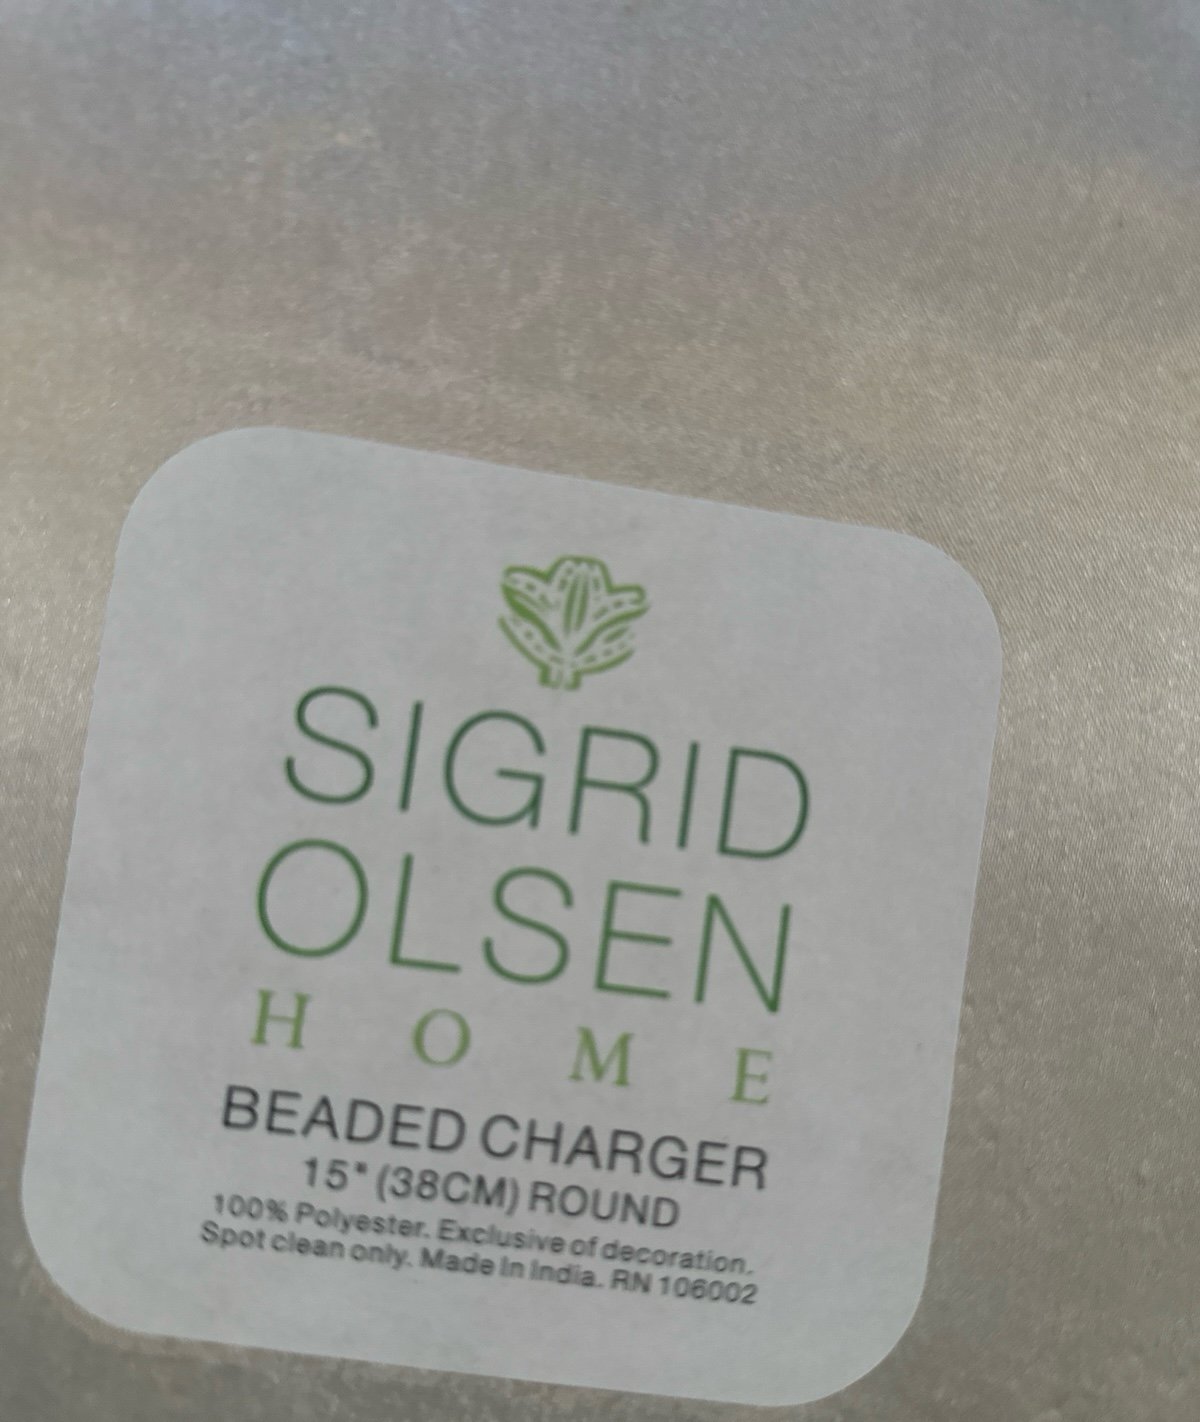 SIGRID
OLSEN
HOME
BEADED CHARGER
15" (38CM) ROUND
100% Polyester. Exclusive of decoration.
Spot clean only. Made In India. RN 106002